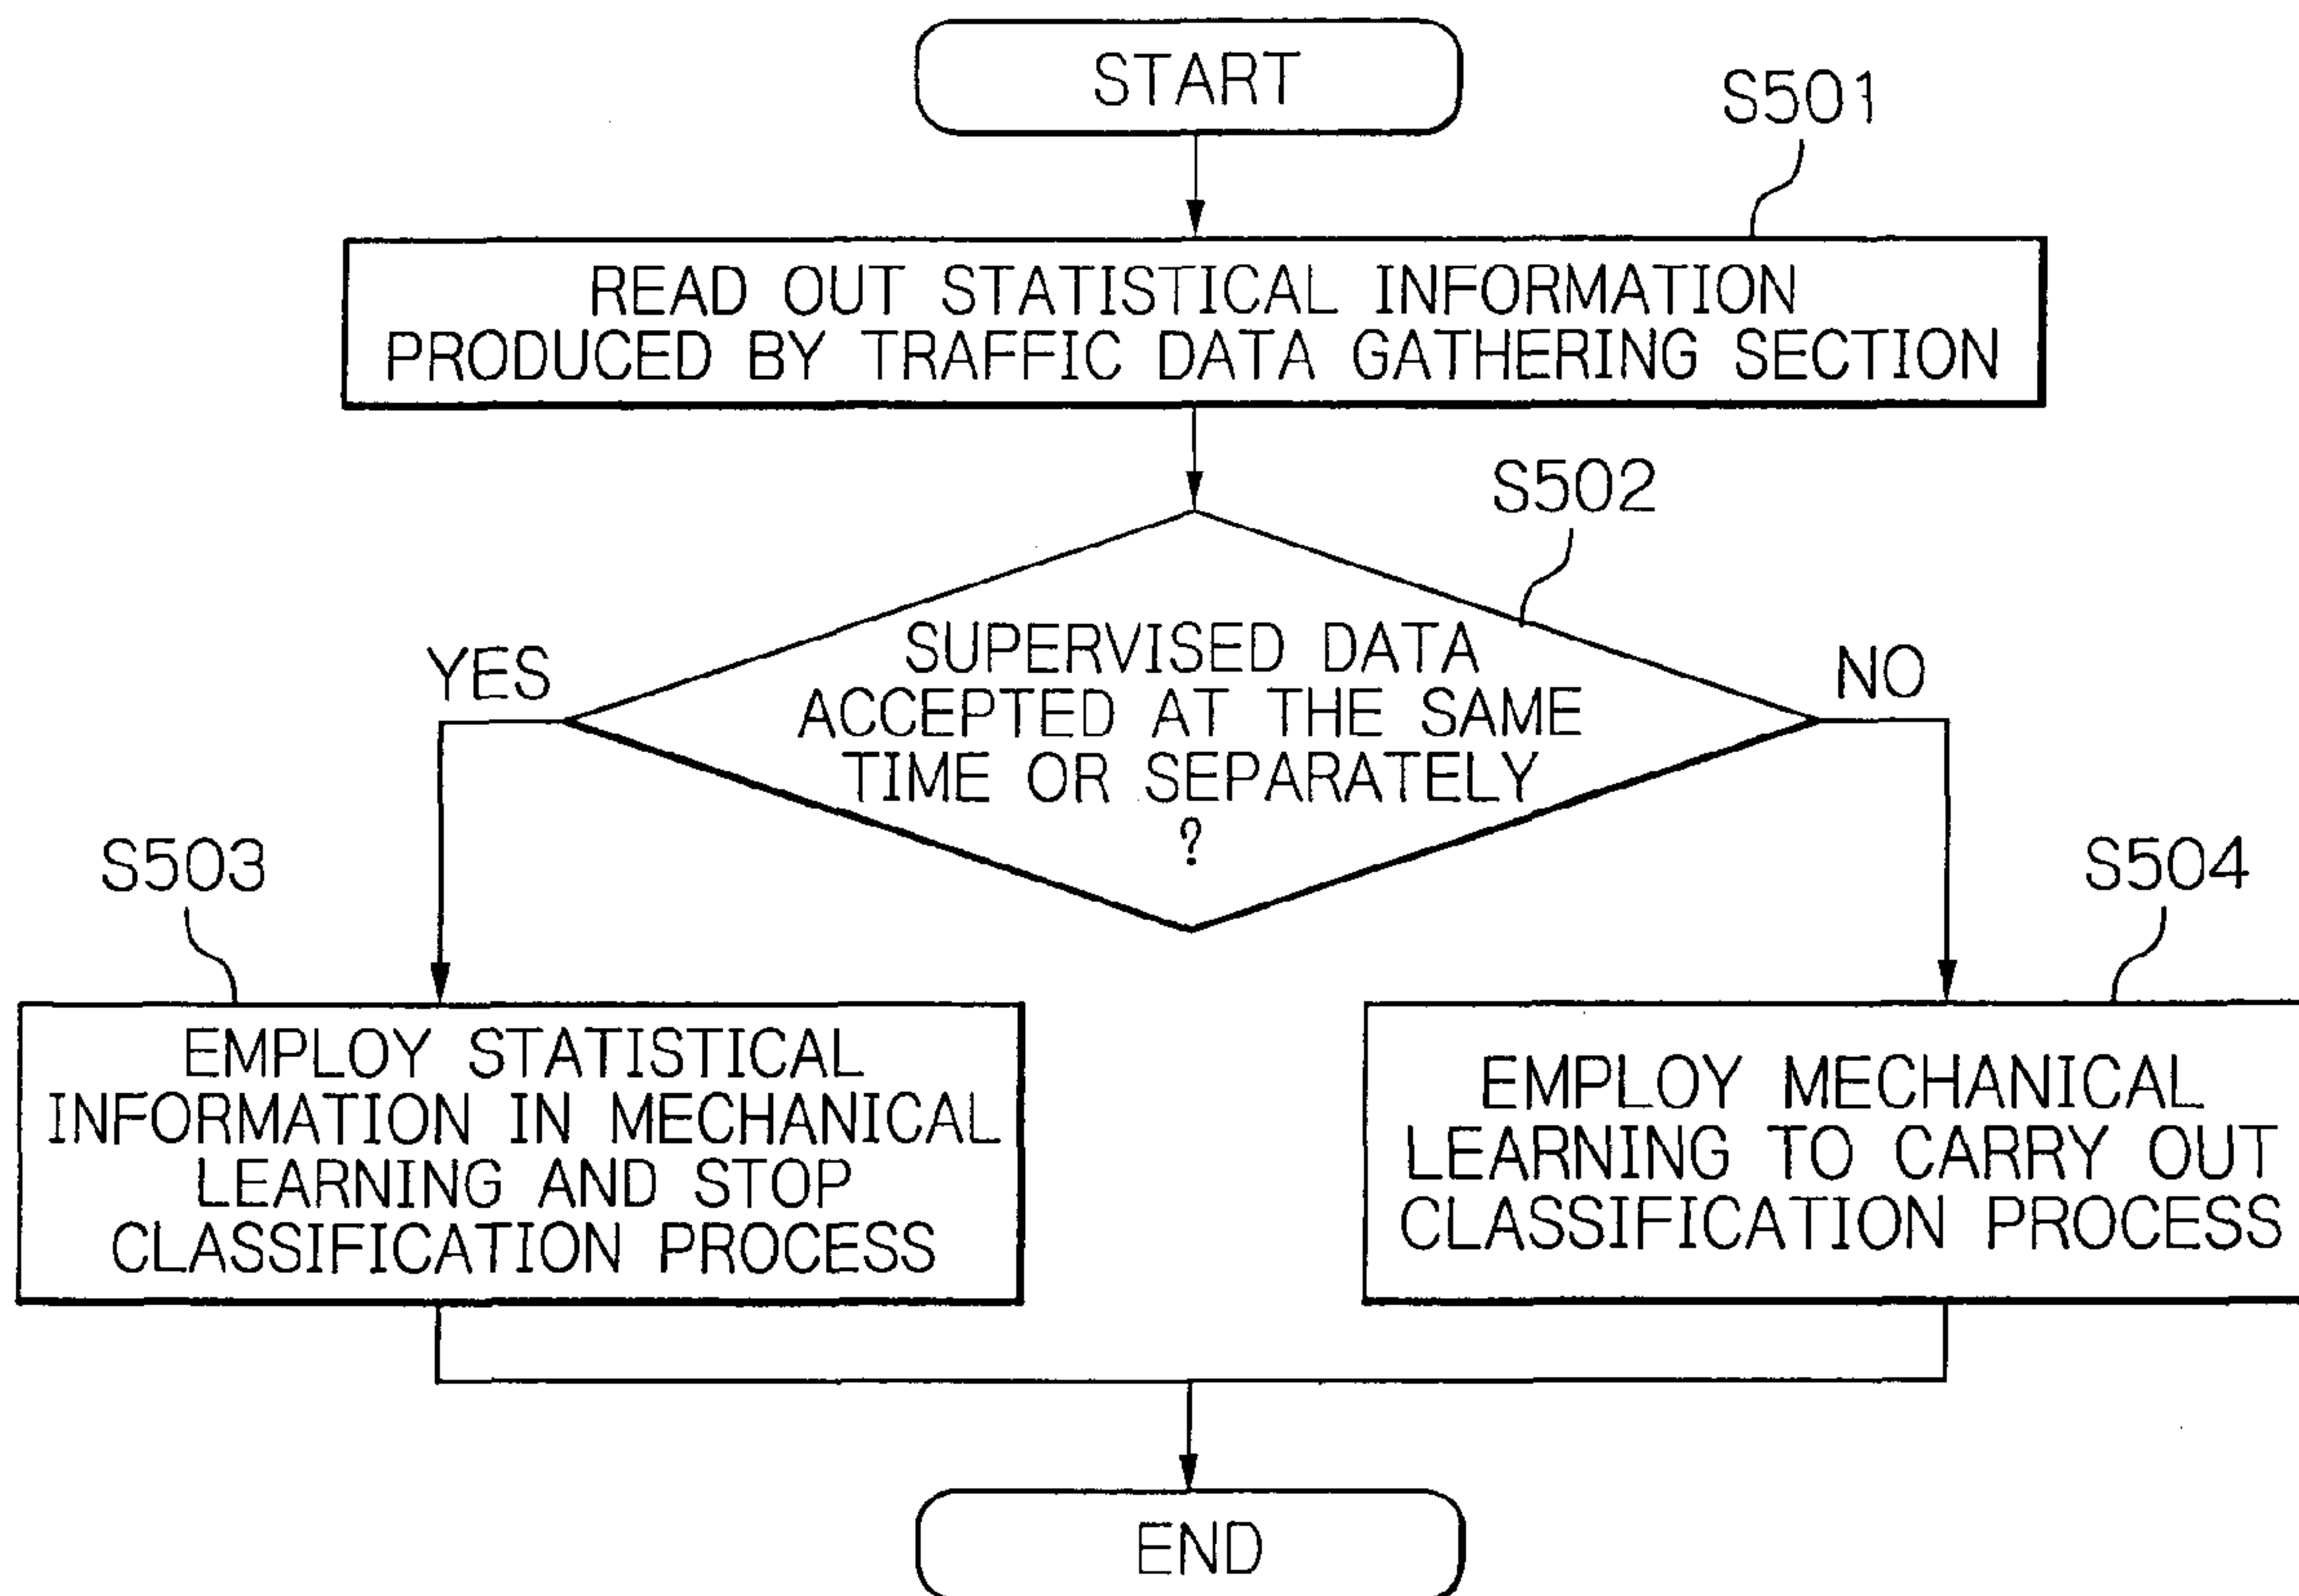 START
S501
READ OUT STATISTICAL INFORMATION
PRODUCED BY TRAFFIC DATA GATHERING SECTION
S502
SUPERVISED DATA
ACCEPTED AT THE SAME
TIME OR SEPARATELY
?
YES
NO
S503
EMPLOY STATISTICAL
INFORMATION IN MECHANICAL
LEARNING AND STOP
CLASSIFICATION PROCESS
S504
EMPLOY MECHANICAL
LEARNING TO CARRY OUT
CLASSIFICATION PROCESS
END